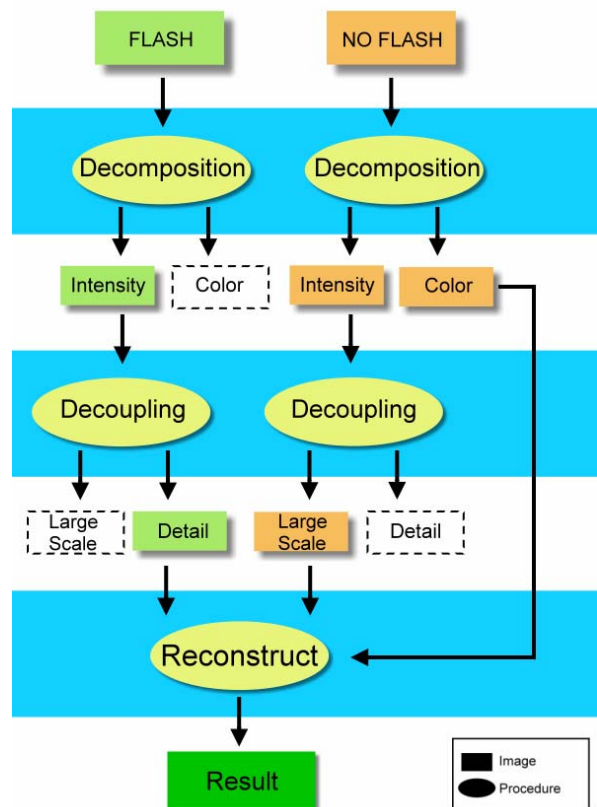 FLASH
NO FLASH
Decomposition
Decomposition
Intensity
Color
Intensity
Color
Decoupling
Decoupling
Large
Scale
Detail
Large
Scale
Detail
Reconstruct
Result
Image
Procedure